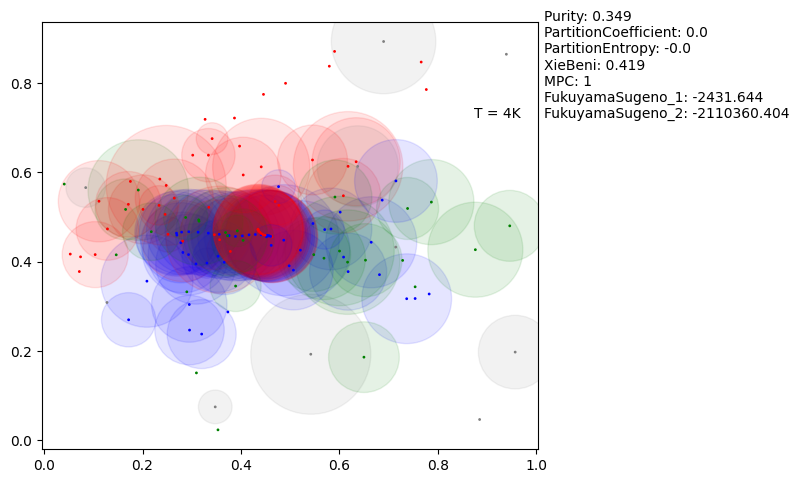 Purity: 0.349
PartitionCoefficient: 0.0
PartitionEntropy: -0.0
XieBeni: 0.419
MPC: 1
FukuyamaSugeno_1: -2431.644
FukuyamaSugeno_2: -2110360.404
T = 4K
0.8
0.6
0.4
0.2
0.0
0.0 0.2 0.4 0.6 0.8 1.0